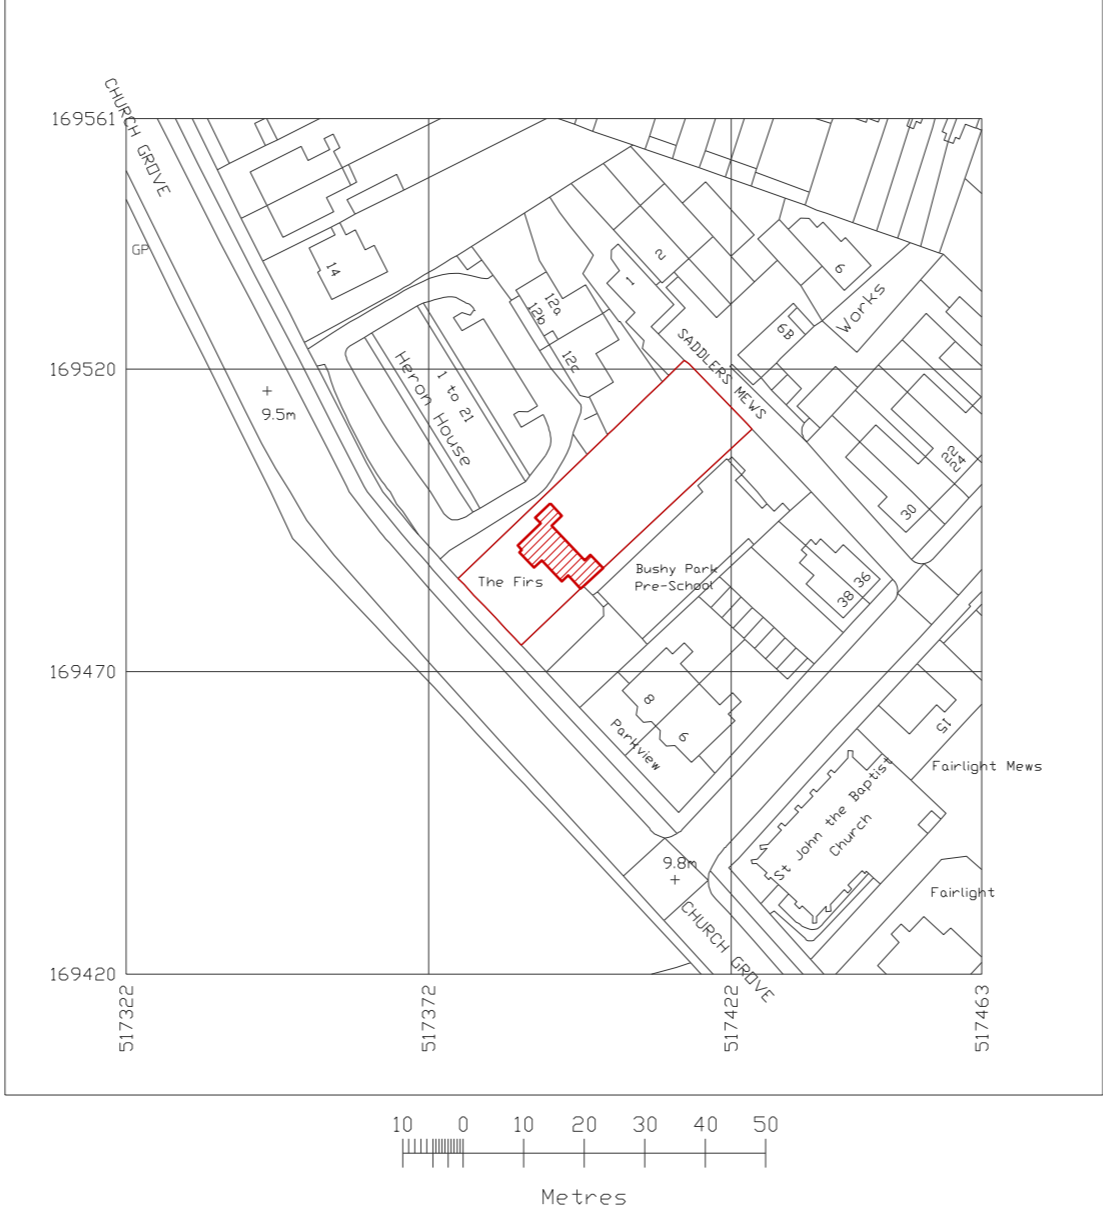 CHURCH GROVE
169561
GP
14
2
1
6
12a
12b
12c
Works
6B
SADDLERS MEWS
169520
9.5m
Heron House
1 to 21
22
24
30
The Firs
Bushy Park
Pre-School
38 36
169470
8
6
Parkview
15
Fairlight Mews
St John the Baptist
Church
9.8m
Fairlight
CHURCH GROVE
169420
517322
517372
517422
517463
10 0 10 20 30 40 50
Metres